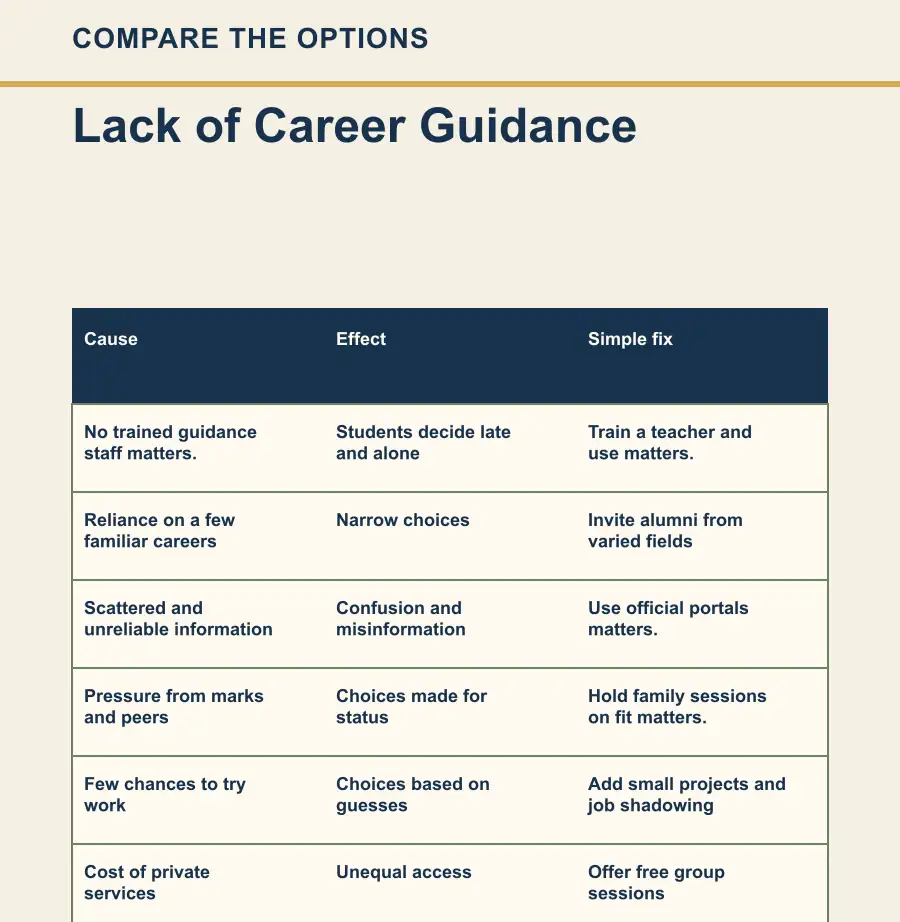 COMPARE THE OPTIONS
Lack of Career Guidance
Cause Effect Simple fix
No trained guidance
staff matters.
Students decide late
and alone
Train a teacher and
use matters.
Reliance on a few
familiar careers
Narrow choices
Invite alumni from
varied fields
Scattered and
unreliable information
Confusion and
misinformation
Use official portals
matters.
Pressure from marks
and peers
Choices made for
status
Hold family sessions
on fit matters.
Few chances to try
work
Choices based on
guesses
Add small projects and
job shadowing
Cost of private
services
Unequal access
Offer free group
sessions